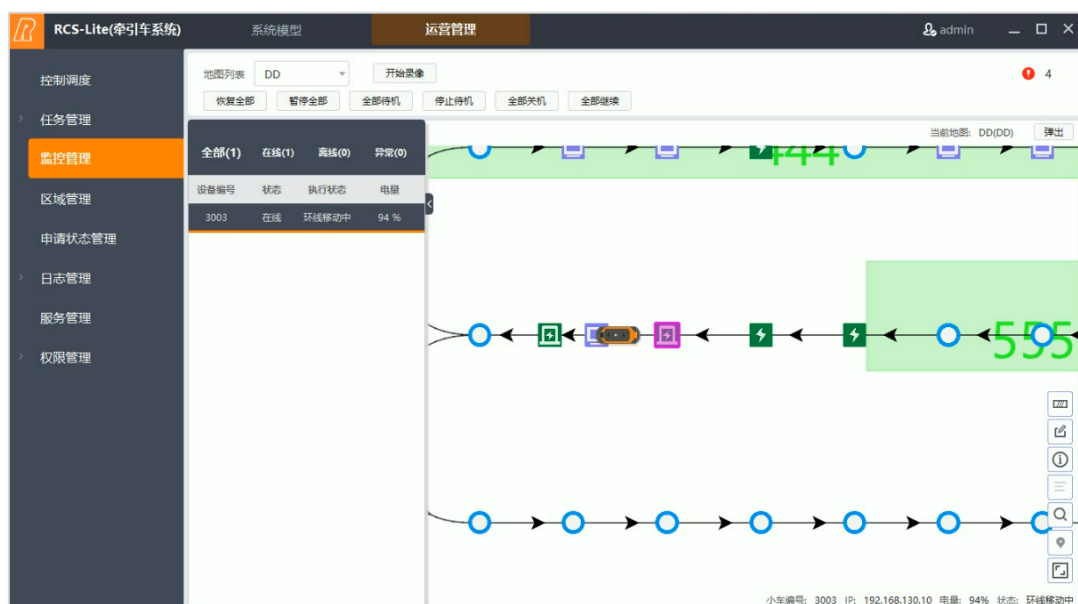 RCS-Lite(牵引车系统) 系统模型 运营管理 admin
控制调度
任务管理
监控管理
区域管理
申请状态管理
日志管理
服务管理
权限管理
地图列表 DD 开始录像 4
恢复全部 暂停全部 全部待机 停止待机 全部关机 全部继续
当前地图: DD(DD) 弹出
全部(1) 在线(1) 离线(0) 异常(0)
设备编号 状态 执行状态 电量
3003 在线 环线移动中 94 %
444
555
小车编号: 3003 IP: 192.168.130.10 电量: 94% 状态: 环线移动中